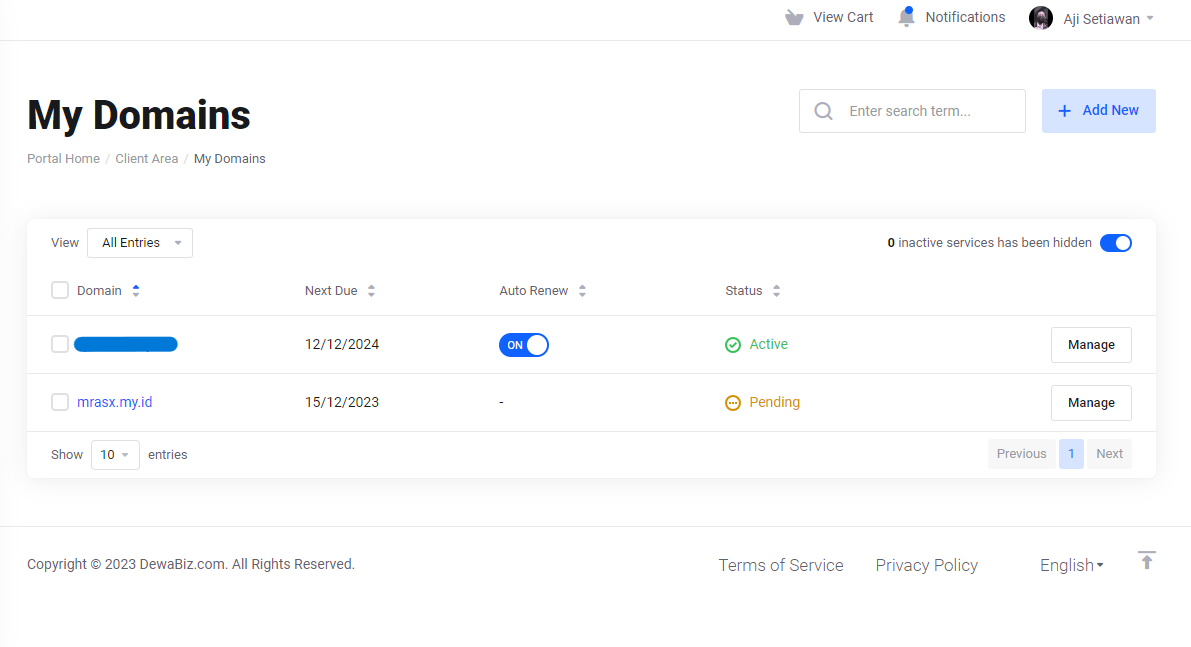 View Cart Notifications Aji Setiawan
My Domains
Enter search term...
+ Add New
Portal Home / Client Area / My Domains
View All Entries 0 inactive services has been hidden
Domain Next Due Auto Renew Status
12/12/2024 ON Active Manage
mrasx.my.id 15/12/2023 - Pending Manage
Show 10 entries Previous 1 Next
Copyright © 2023 DewaBiz.com. All Rights Reserved. Terms of Service Privacy Policy English